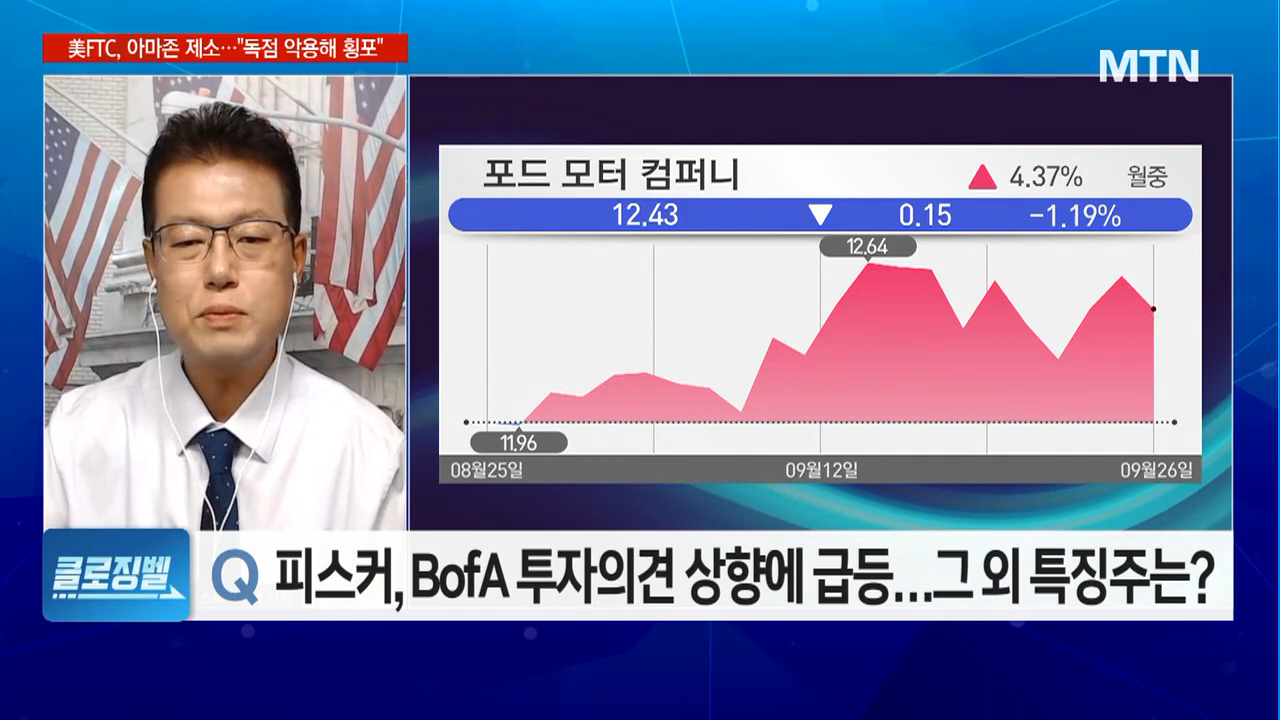 美FTC, 아마존 제소…"독점 악용해 횡포"
MTN
포드 모터 컴퍼니 ▲ 4.37% 월중
12.43 ▼ 0.15 -1.19%
12.64
11.96
08월25일 09월12일 09월26일
클로징벨
Q 피스커, BofA 투자의견 상향에 급등...그 외 특징주는?